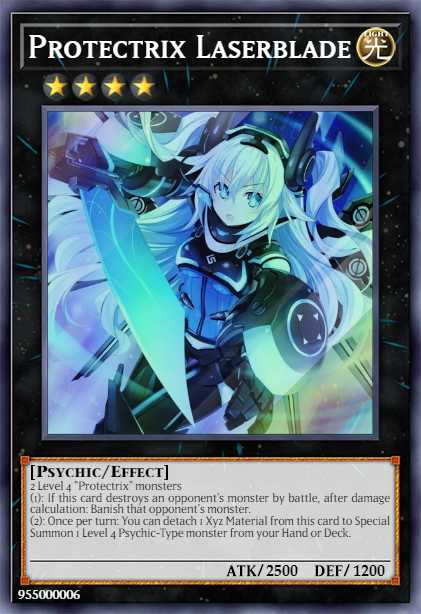 PROTECTRIX LASERBLADE
LIGHT
光
[PSYCHIC/EFFECT]
2 Level 4 "Protectrix" monsters
(1): If this card destroys an opponent's monster by battle, after damage
calculation: Banish that opponent's monster.
(2): Once per turn: You can detach 1 Xyz Material from this card to Special
Summon 1 Level 4 Psychic-Type monster from your Hand or Deck.
ATK/2500 DEF/1200
955000006